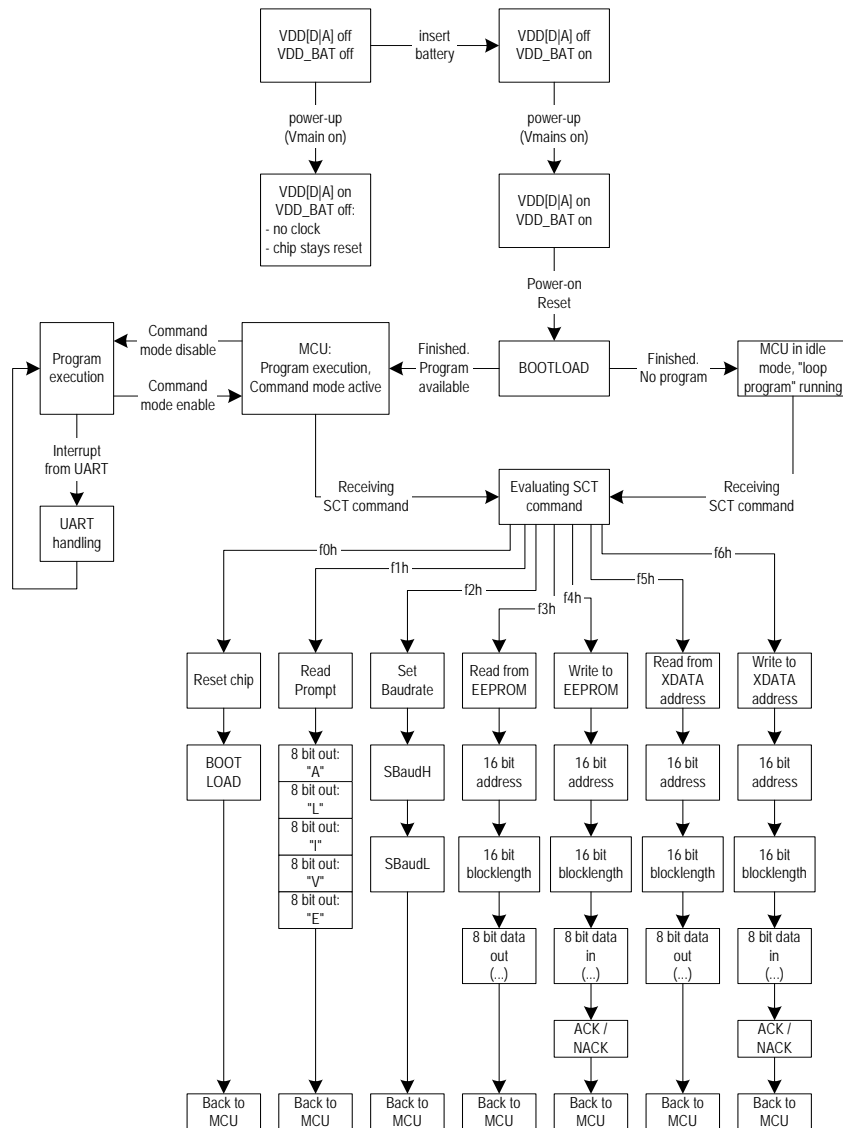 VDD[D|A] off
VDD_BAT off
insert
battery
VDD[D|A] off
VDD_BAT on
power-up
(Vmain on)
power-up
(Vmains on)
VDD[D|A] on
VDD_BAT off:
- no clock
- chip stays reset
VDD[D|A] on
VDD_BAT on
Power-on
Reset
Program
execution
Command
mode disable
Command
mode enable
MCU:
Program execution,
Command mode active
Finished.
Program
available
BOOTLOAD
Finished.
No program
MCU in idle
mode, "loop
program" running
Interrupt
from UART
UART
handling
Receiving
SCT command
Evaluating SCT
command
Receiving
SCT command
f0h
f1h
f2h
f3h
f4h
f5h
f6h
Reset chip
Read
Prompt
Set
Baudrate
Read from
EEPROM
Write to
EEPROM
Read from
XDATA
address
Write to
XDATA
address
BOOT
LOAD
8 bit out:
"A"
8 bit out:
"L"
8 bit out:
"I"
8 bit out:
"V"
8 bit out:
"E"
SBaudH
SBaudL
16 bit
address
16 bit
address
16 bit
address
16 bit
address
16 bit
blocklength
16 bit
blocklength
16 bit
blocklength
16 bit
blocklength
8 bit data
out
(...)
8 bit data
in
(...)
8 bit data
out
(...)
8 bit data
in
(...)
ACK /
NACK
ACK /
NACK
Back to
MCU
Back to
MCU
Back to
MCU
Back to
MCU
Back to
MCU
Back to
MCU
Back to
MCU